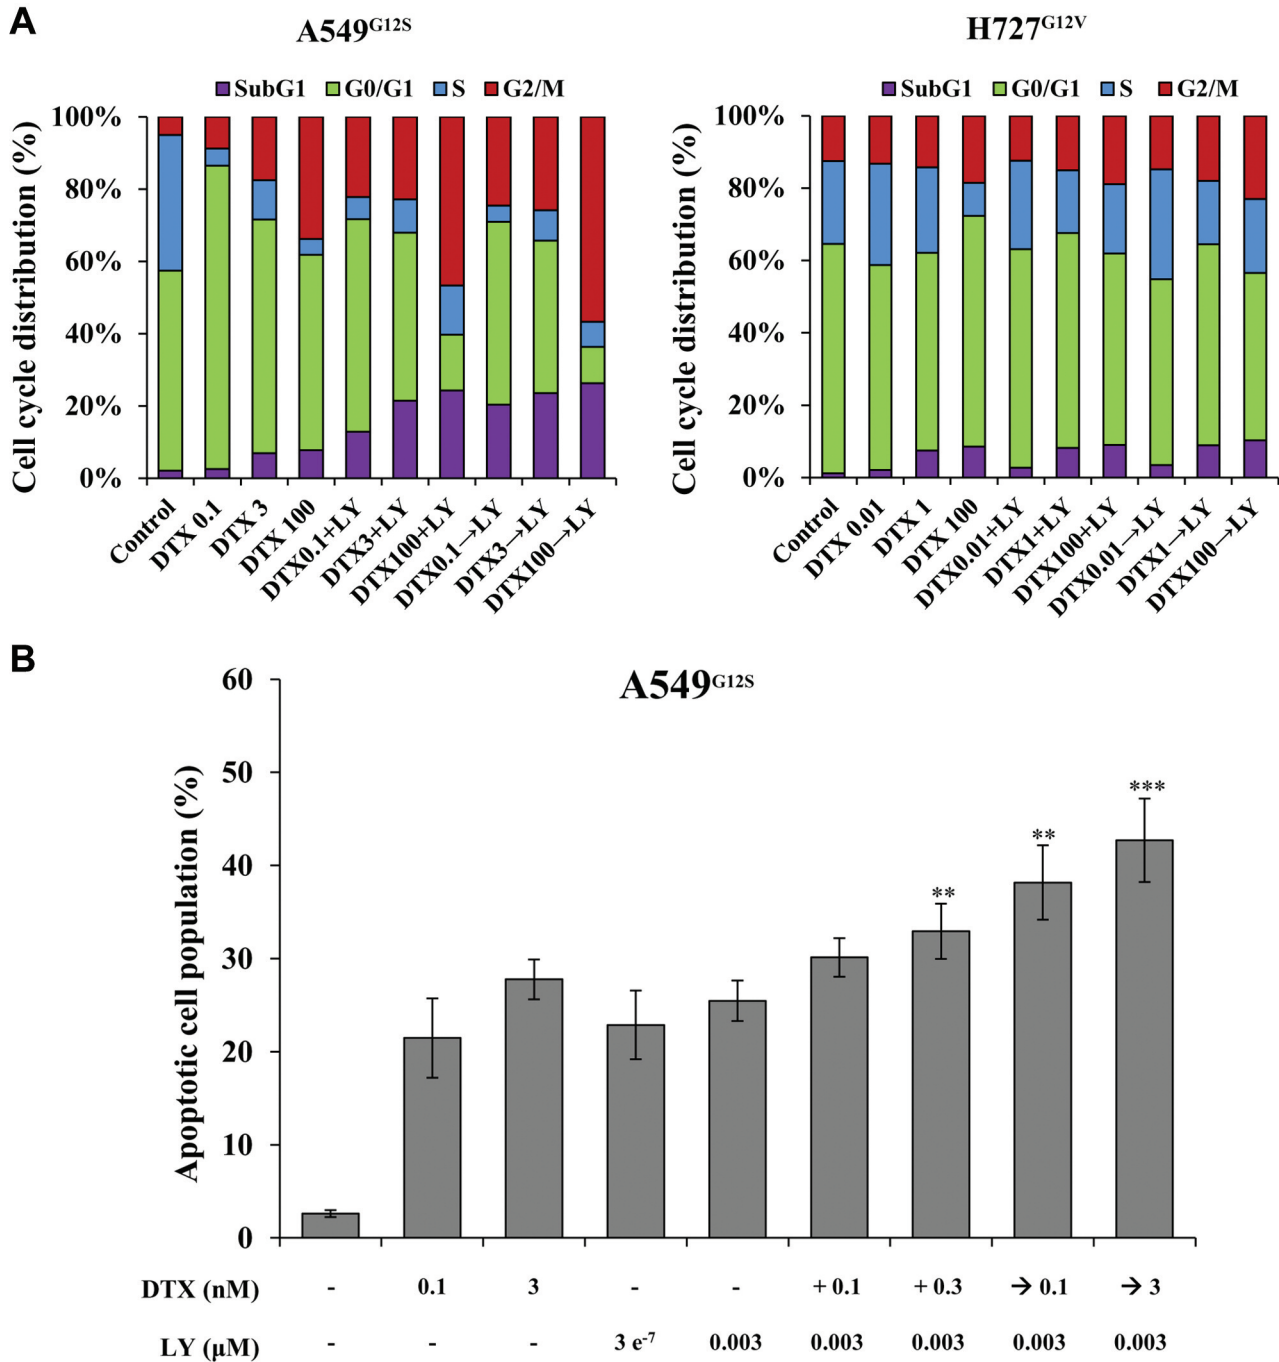 A
A549G12S
SubG1 G0/G1 S G2/M
Cell cycle distribution (%)
100%
80%
60%
40%
20%
0%
Control
DTX 0.1
DTX 3
DTX 100
DTX0.1+LY
DTX3+LY
DTX100+LY
DTX0.1→LY
DTX3→LY
DTX100→LY
H727G12V
SubG1 G0/G1 S G2/M
Cell cycle distribution (%)
100%
80%
60%
40%
20%
0%
Control
DTX 0.01
DTX 1
DTX 100
DTX0.01+LY
DTX1+LY
DTX100+LY
DTX0.01→LY
DTX1→LY
DTX100→LY
B
A549G12S
Apoptotic cell population (%)
60
50
40
30
20
10
0
**
**
***
DTX (nM) - 0.1 3 - - + 0.1 + 0.3 → 0.1 → 3
LY (µM) - - - 3 e-7 0.003 0.003 0.003 0.003 0.003